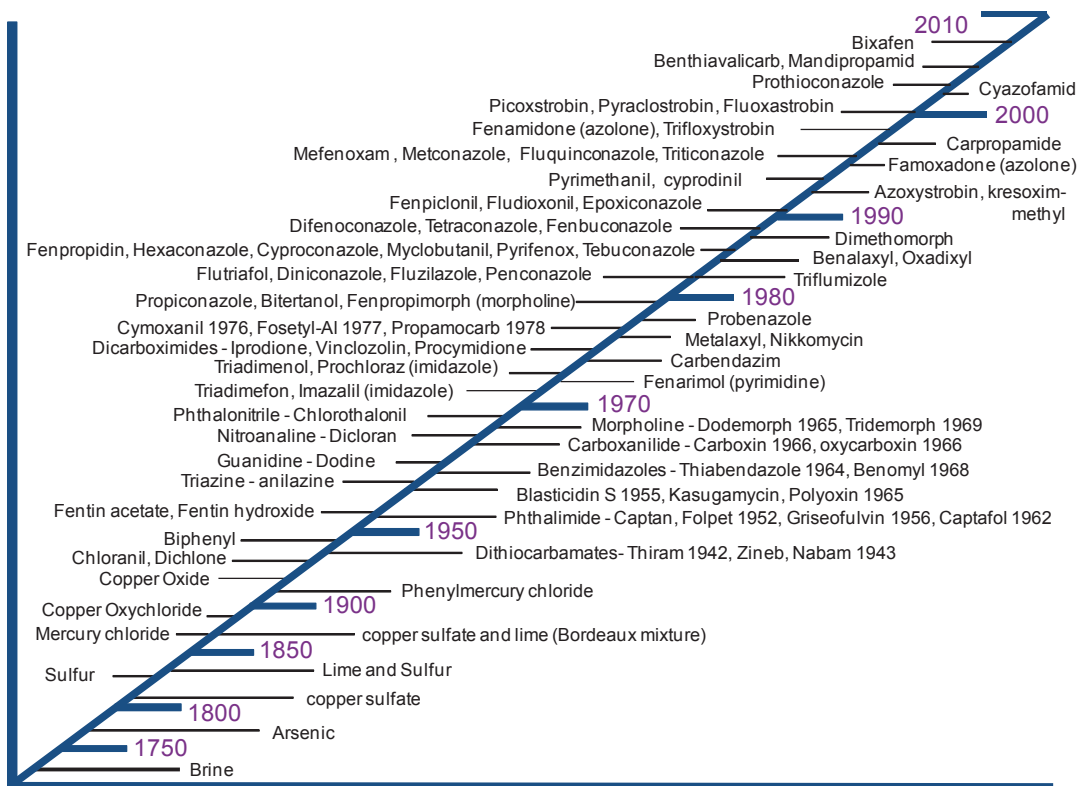 2010
Bixafen
Benthiavalicarb, Mandipropamid
Prothioconazole
Cyazofamid
Picoxstrobin, Pyraclostrobin, Fluoxastrobin
2000
Fenamidone (azolone), Trifloxystrobin
Carpropamide
Mefenoxam , Metconazole, Fluquinconazole, Triticonazole
Famoxadone (azolone)
Pyrimethanil, cyprodinil
Azoxystrobin, kresoxim-
methyl
Fenpiclonil, Fludioxonil, Epoxiconazole
1990
Difenoconazole, Tetraconazole, Fenbuconazole
Dimethomorph
Fenpropidin, Hexaconazole, Cyproconazole, Myclobutanil, Pyrifenox, Tebuconazole
Benalaxyl, Oxadixyl
Flutriafol, Diniconazole, Fluzilazole, Penconazole
Triflumizole
1980
Propiconazole, Bitertanol, Fenpropimorph (morpholine)
Probenazole
Cymoxanil 1976, Fosetyl-Al 1977, Propamocarb 1978
Metalaxyl, Nikkomycin
Dicarboximides - Iprodione, Vinclozolin, Procymidione
Carbendazim
Triadimenol, Prochloraz (imidazole)
Fenarimol (pyrimidine)
Triadimefon, Imazalil (imidazole)
1970
Phthalonitrile - Chlorothalonil
Morpholine - Dodemorph 1965, Tridemorph 1969
Nitroanaline - Dicloran
Carboxanilide - Carboxin 1966, oxycarboxin 1966
Guanidine - Dodine
Benzimidazoles - Thiabendazole 1964, Benomyl 1968
Triazine - anilazine
Blasticidin S 1955, Kasugamycin, Polyoxin 1965
Fentin acetate, Fentin hydroxide
Phthalimide - Captan, Folpet 1952, Griseofulvin 1956, Captafol 1962
1950
Biphenyl
Dithiocarbamates- Thiram 1942, Zineb, Nabam 1943
Chloranil, Dichlone
Copper Oxide
Phenylmercury chloride
1900
Copper Oxychloride
Mercury chloride
copper sulfate and lime (Bordeaux mixture)
1850
Lime and Sulfur
Sulfur
copper sulfate
1800
Arsenic
1750
Brine